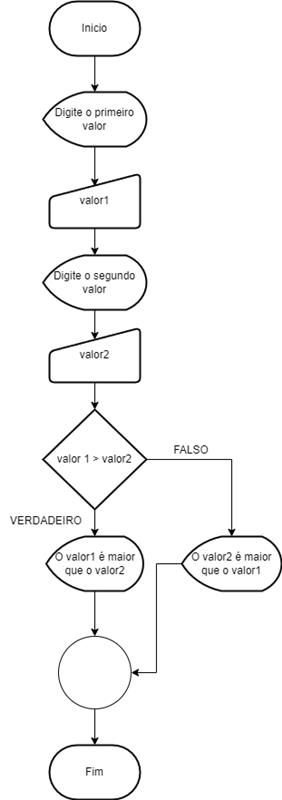 Inicio
Digite o primeiro
valor
valor1
Digite o segundo
valor
valor2
valor 1 > valor2
FALSO
VERDADEIRO
O valor1 é maior
que o valor2
O valor2 é maior
que o valor1
Fim